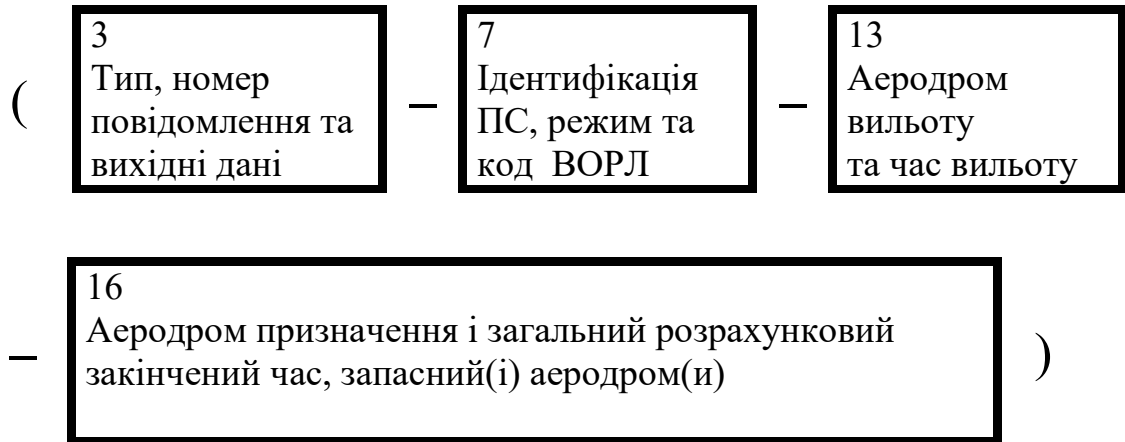 3
Тип, номер
повідомлення та
вихідні дані
7
Ідентифікація
ПС, режим та
код ВОРЛ
13
Аеродром
вильоту
та час вильоту
( – –
16
Аеродром призначення і загальний розрахунковий
закінчений час, запасний(і) аеродром(и)
– )